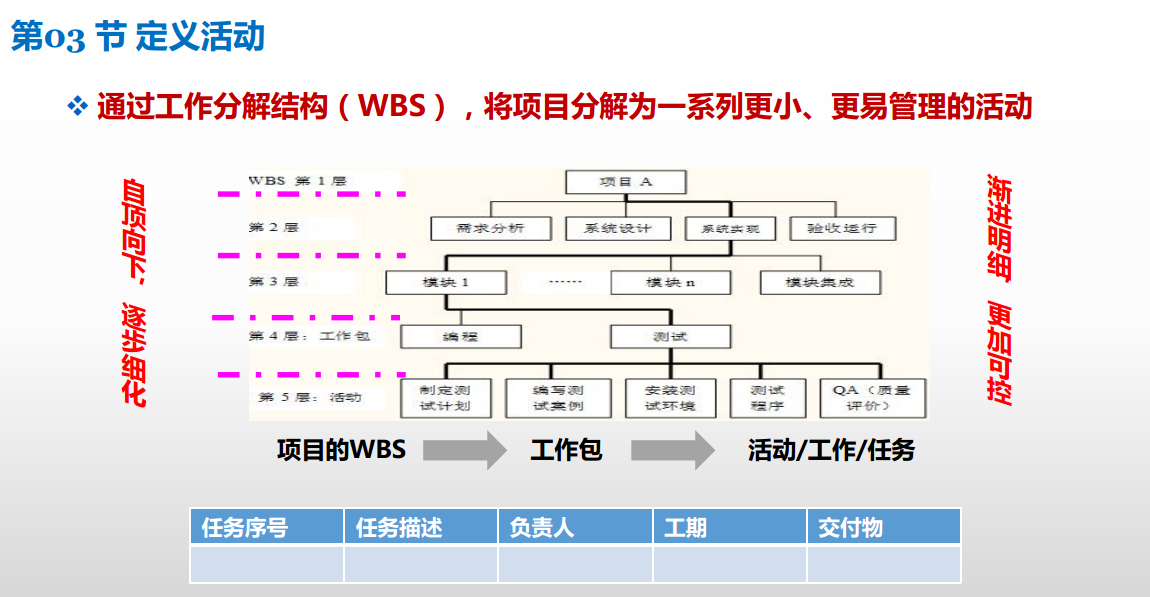 第03 节 定义活动
通过工作分解结构（WBS），将项目分解为一系列更小、更易管理的活动
自顶向下，逐步细化
WBS 第 1 层
项目 A
第 2 层
需求分析
系统设计
系统实现
验收运行
第 3 层
模块 1
……
模块 n
模块集成
第 4 层：工作包
编程
测试
第 5 层：活动
制定测
试计划
编写测
试案例
安装测
试环境
测试
程序
QA（质量
评价）
渐进明细，更加可控
项目的WBS
工作包
活动/工作/任务
任务序号
任务描述
负责人
工期
交付物